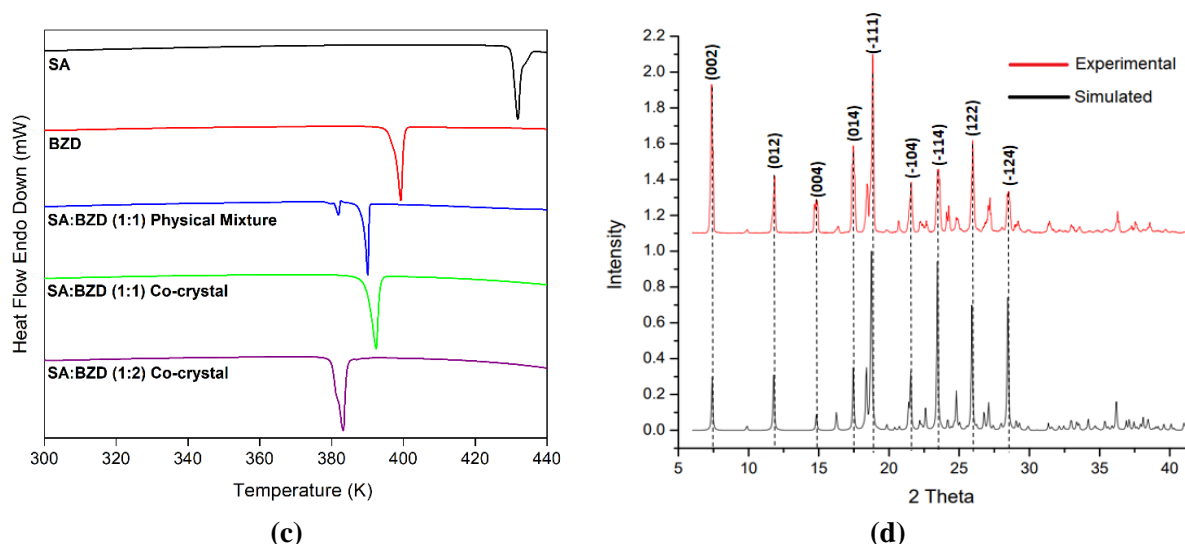 Heat Flow Endo Down (mW)
SA
BZD
SA:BZD (1:1) Physical Mixture
SA:BZD (1:1) Co-crystal
SA:BZD (1:2) Co-crystal
300 320 340 360 380 400 420 440
Temperature (K)
(c)
Intensity
2.2
2.0
1.8
1.6
1.4
1.2
1.0
0.8
0.6
0.4
0.2
0.0
(002)
(012)
(004)
(014)
(-111)
(-104)
(-114)
(122)
(-124)
Experimental
Simulated
5 10 15 20 25 30 35 40
2 Theta
(d)